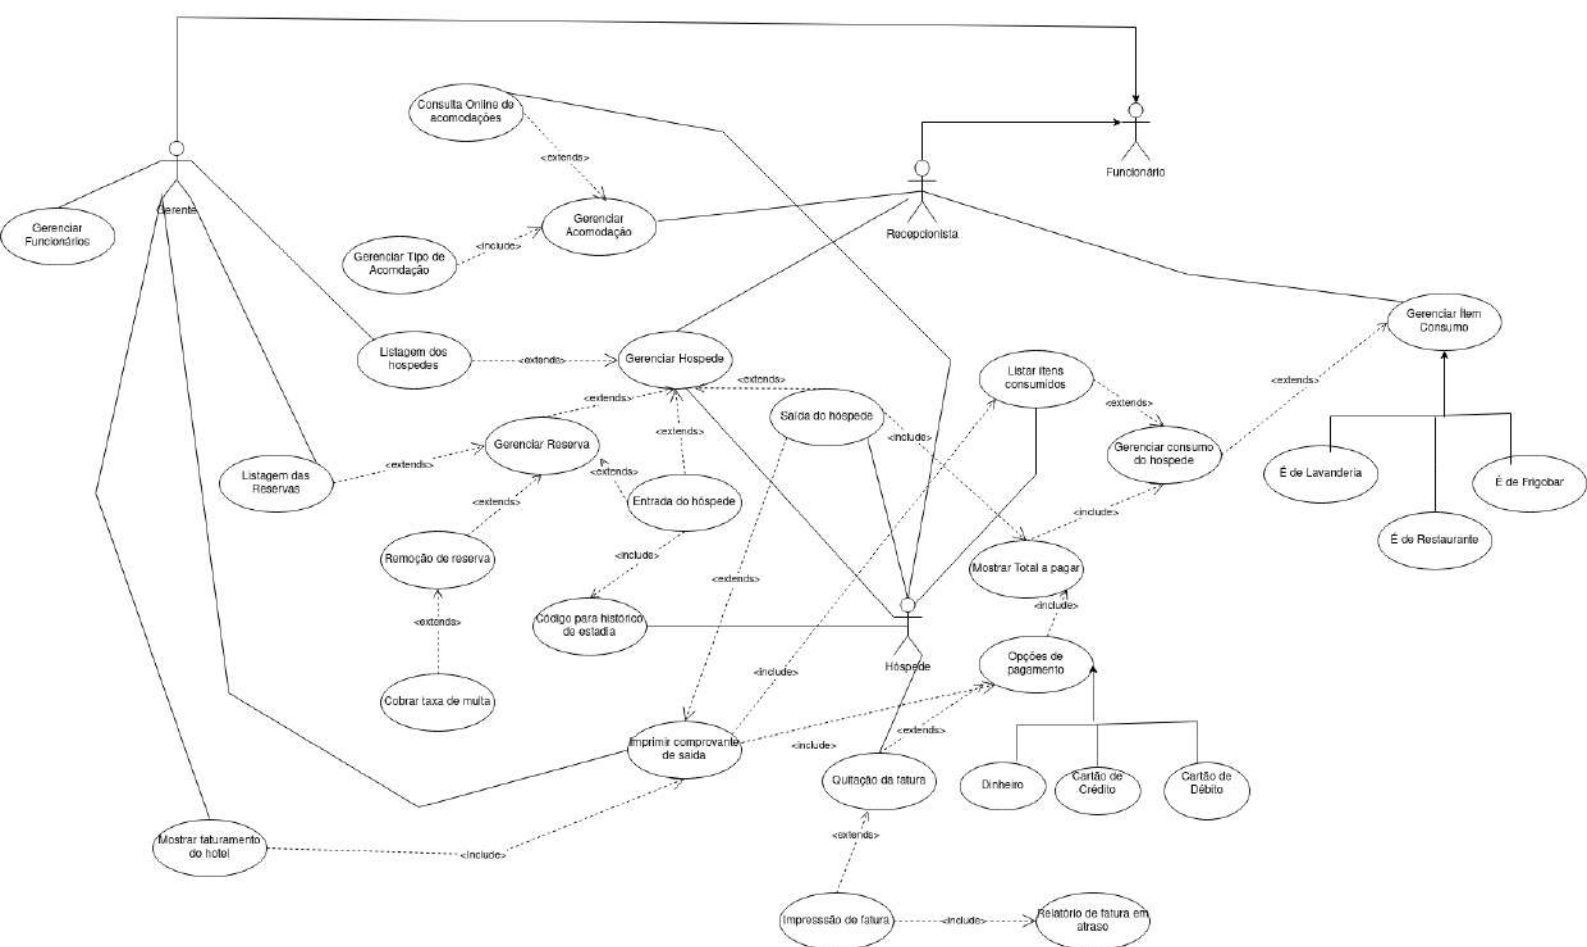 Consulta Online de
acomodações
<extends>
Funcionário
Gerente
Gerenciar
Funcionários
Gerenciar
Acomodação
Recepcionista
<include>
Gerenciar Tipo de
Acomdação
Gerenciar Ítem
Consumo
Listagem dos
hospedes
<extends>
Gerenciar Hospede
<extends>
Listar ítens
consumidos
<extends>
<extends>
<extends>
Saída do hóspede
<extends>
<include>
Gerenciar Reserva
Gerenciar consumo
do hospede
<extends>
<extends>
Listagem das
Reservas
É de Lavanderia
É de Frigobar
<extends>
Entrada do hóspede
<include>
É de Restaurante
Remoção de reserva
<include>
Mostrar Total a pagar
<extends>
<include>
<extends>
Código para histórico
de estadia
Hóspede
Opções de
pagamento
<include>
Cobrar taxa de multa
<extends>
Imprimir comprovante
de saída
<include>
Quitação da fatura
Dinheiro
Cartão de
Crédito
Cartão de
Débito
<extends>
Mostrar faturamento
do hotel
<include>
Impresssão de fatura
<include>
Relatório de fatura em
atraso